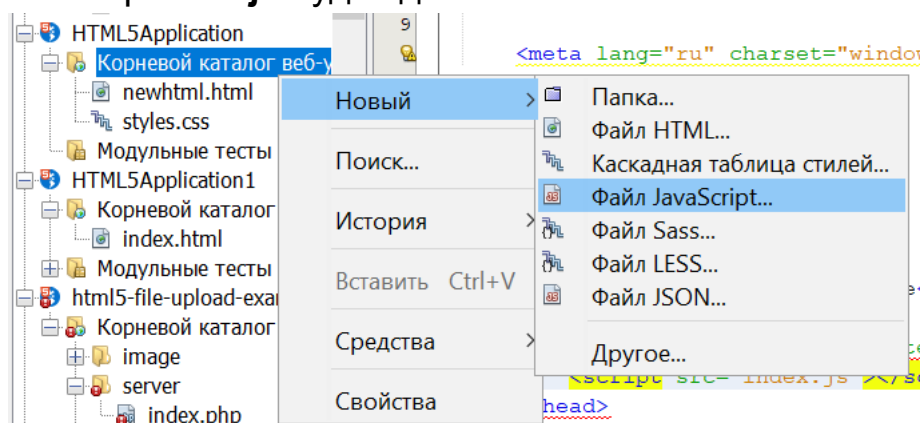 HTML5Application
Корневой каталог веб-у
newhtml.html
styles.css
Модульные тесты
HTML5Application1
Корневой каталог
index.html
Модульные тесты
html5-file-upload-exa
Корневой каталог
image
server
index.php
Новый >
Поиск...
История >
Вставить Ctrl+V
Средства >
Свойства
Папка...
Файл HTML...
Каскадная таблица стилей...
Файл JavaScript...
Файл Sass...
Файл LESS...
Файл JSON...
Другое...
9
<meta lang="ru" charset="window
<script src="index.js"></s
head>